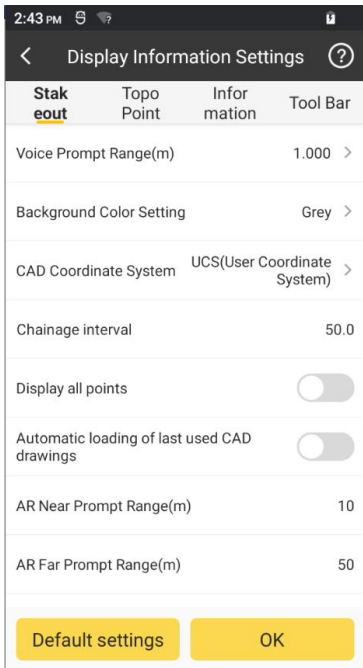 2:43 PM
Display Information Settings
Stak
eout
Topo
Point
Infor
mation
Tool Bar
Voice Prompt Range(m) 1.000
Background Color Setting Grey
CAD Coordinate System UCS(User Coordinate
System)
Chainage interval 50.0
Display all points
Automatic loading of last used CAD
drawings
AR Near Prompt Range(m) 10
AR Far Prompt Range(m) 50
Default settings OK